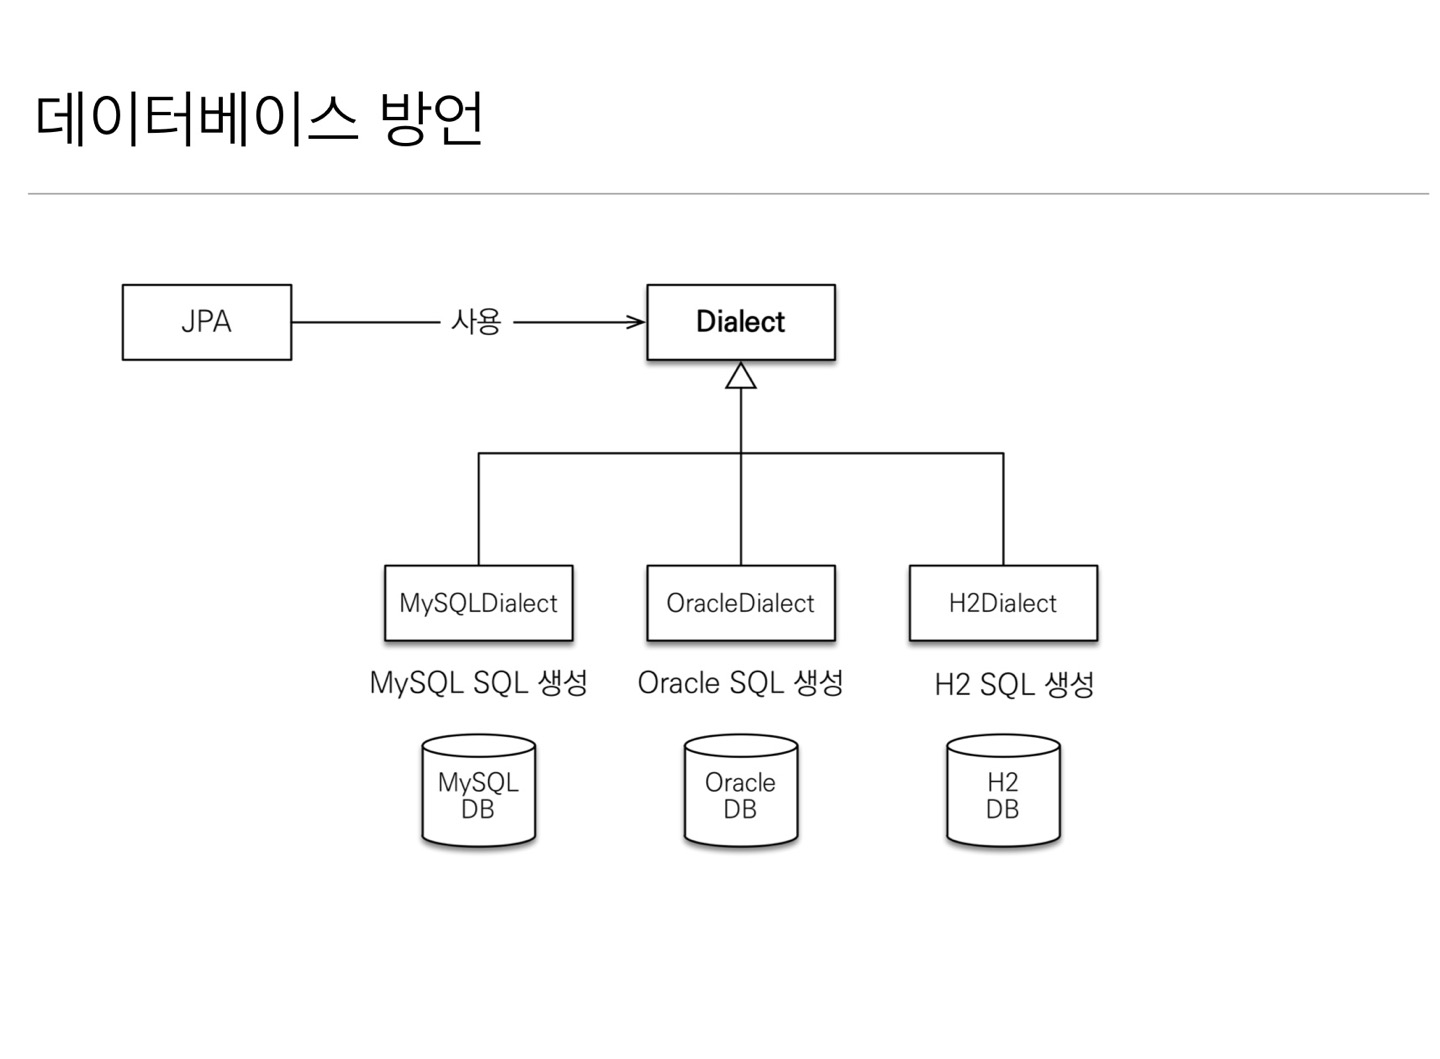 데이터베이스 방언
JPA
사용
Dialect
MySQLDialect
OracleDialect
H2Dialect
MySQL SQL 생성
Oracle SQL 생성
H2 SQL 생성
MySQL
DB
Oracle
DB
H2
DB